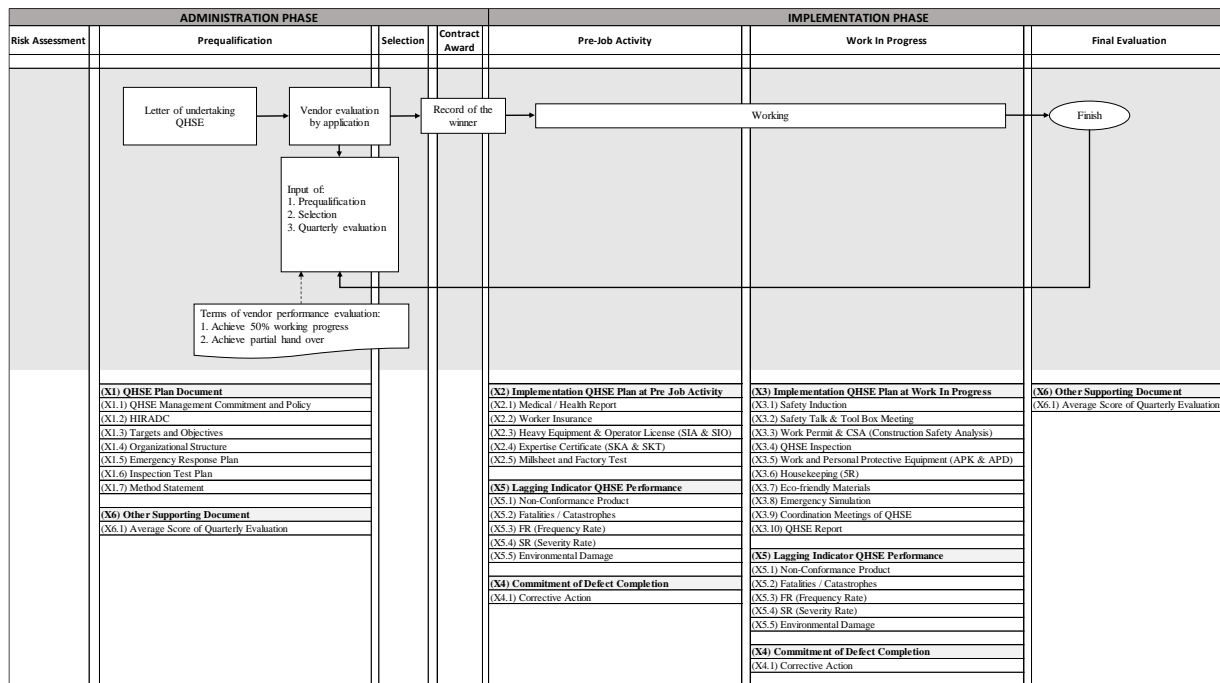 ADMINISTRATION PHASE
IMPLEMENTATION PHASE
Risk Assessment
Prequalification
Selection
Contract
Award
Pre-Job Activity
Work In Progress
Final Evaluation
Letter of undertaking
QHSE
Vendor evaluation
by application
Record of the
winner
Working
Finish
Input of:
1. Prequalification
2. Selection
3. Quarterly evaluation
Terms of vendor performance evaluation:
1. Achieve 50% working progress
2. Achieve partial hand over
(X1) QHSE Plan Document
(X1.1) QHSE Management Commitment and Policy
(X1.2) HIRADC
(X1.3) Targets and Objectives
(X1.4) Organizational Structure
(X1.5) Emergency Response Plan
(X1.6) Inspection Test Plan
(X1.7) Method Statement
(X6) Other Supporting Document
(X6.1) Average Score of Quarterly Evaluation
(X2) Implementation QHSE Plan at Pre Job Activity
(X2.1) Medical / Health Report
(X2.2) Worker Insurance
(X2.3) Heavy Equipment & Operator License (SIA & SIO)
(X2.4) Expertise Certificate (SKA & SKT)
(X2.5) Millsheet and Factory Test
(X5) Lagging Indicator QHSE Performance
(X5.1) Non-Conformance Product
(X5.2) Fatalities / Catastrophes
(X5.3) FR (Frequency Rate)
(X5.4) SR (Severity Rate)
(X5.5) Environmental Damage
(X4) Commitment of Defect Completion
(X4.1) Corrective Action
(X3) Implementation QHSE Plan at Work In Progress
(X3.1) Safety Induction
(X3.2) Safety Talk & Tool Box Meeting
(X3.3) Work Permit & CSA (Construction Safety Analysis)
(X3.4) QHSE Inspection
(X3.5) Work and Personal Protective Equipment (APK & APD)
(X3.6) Housekeeping (5R)
(X3.7) Eco-friendly Materials
(X3.8) Emergency Simulation
(X3.9) Coordination Meetings of QHSE
(X3.10) QHSE Report
(X5) Lagging Indicator QHSE Performance
(X5.1) Non-Conformance Product
(X5.2) Fatalities / Catastrophes
(X5.3) FR (Frequency Rate)
(X5.4) SR (Severity Rate)
(X5.5) Environmental Damage
(X4) Commitment of Defect Completion
(X4.1) Corrective Action
(X6) Other Supporting Document
(X6.1) Average Score of Quarterly Evaluation